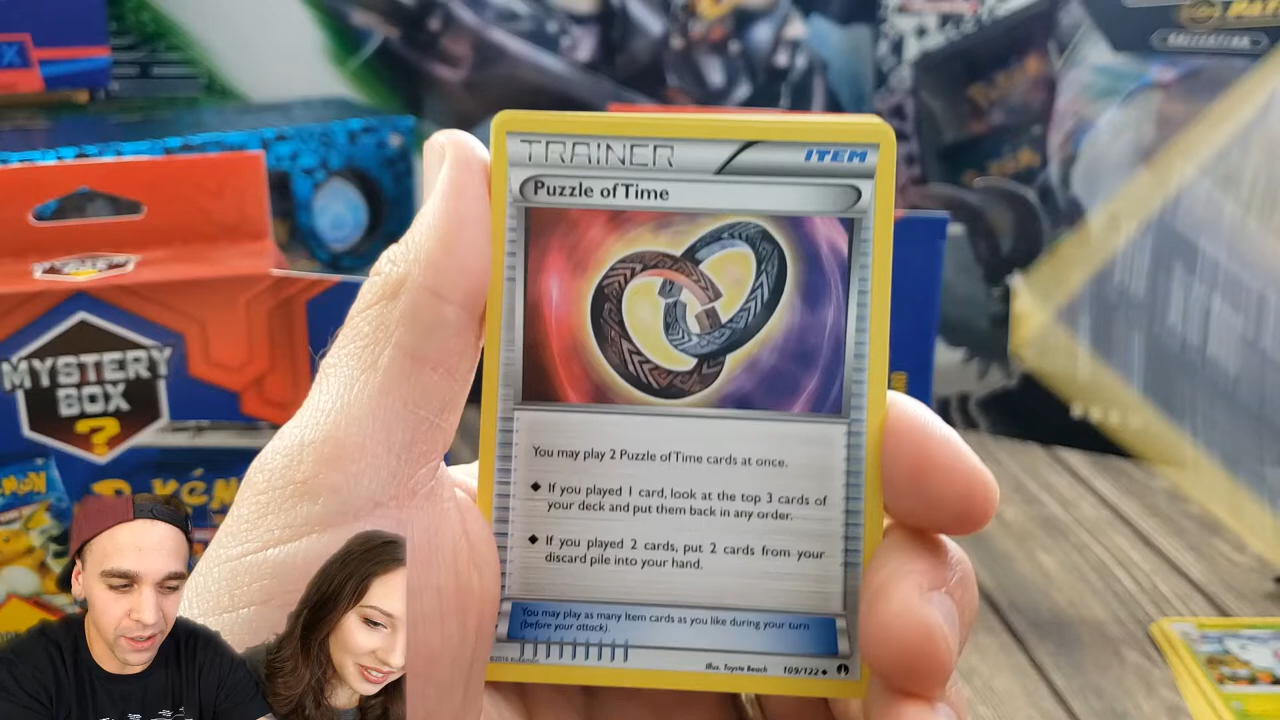 TRAINER
ITEM
Puzzle of Time
You may play 2 Puzzle of Time cards at once.
◆ If you played 1 card, look at the top 3 cards of
your deck and put them back in any order.
◆ If you played 2 cards, put 2 cards from your
discard pile into your hand.
You may play as many Item cards as you like during your turn
(before your attack).
©2016 Pokémon
Illus. Toyste Beach
109/122 ◆
MYSTERY
BOX
?